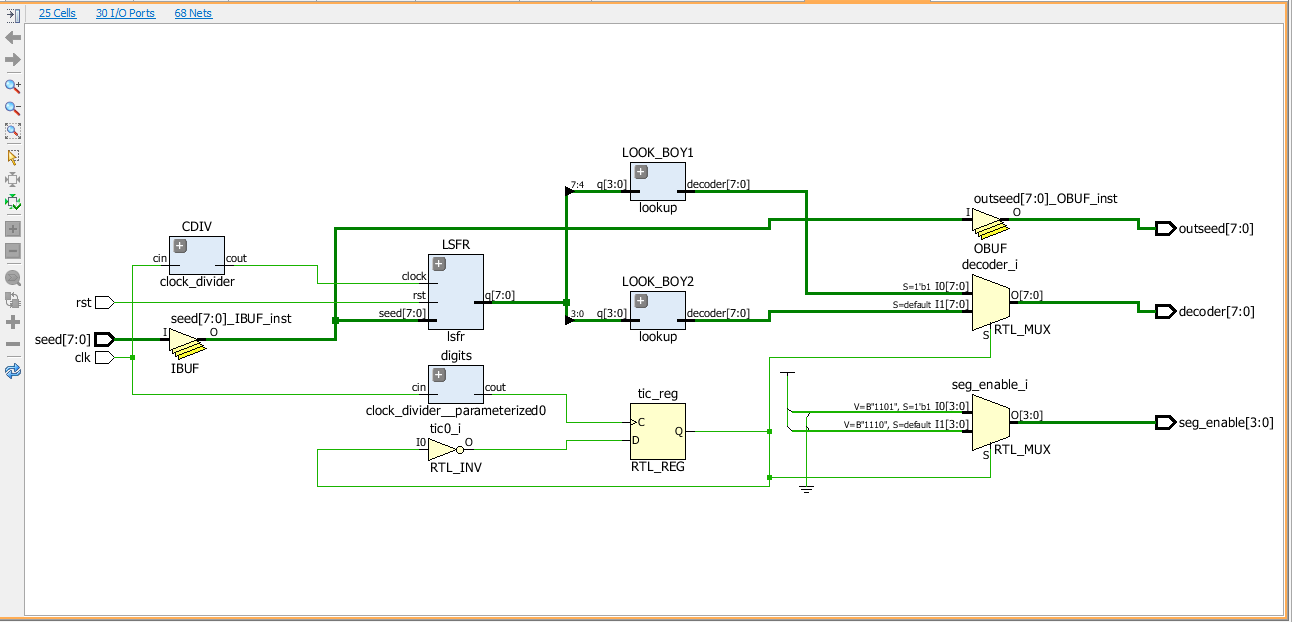 25 Cells 30 I/O Ports 68 Nets
LOOK_BOY1
7:4 q[3:0] decoder[7:0]
lookup
outseed[7:0]_OBUF_inst
I O
outseed[7:0]
OBUF
CDIV
cin cout
clock_divider
LSFR
clock
rst
seed[7:0]
q[7:0]
lsfr
rst
seed[7:0]_IBUF_inst
seed[7:0]
I O
clk
IBUF
LOOK_BOY2
3:0 q[3:0] decoder[7:0]
lookup
decoder_i
S=1'b1 I0[7:0]
S=default I1[7:0]
O[7:0]
decoder[7:0]
S
RTL_MUX
digits
cin cout
clock_divider__parameterized0
tic0_i
I0 O
RTL_INV
tic_reg
C
D
Q
RTL_REG
seg_enable_i
V=B"1101", S=1'b1 I0[3:0]
V=B"1110", S=default I1[3:0]
O[3:0]
seg_enable[3:0]
S
RTL_MUX